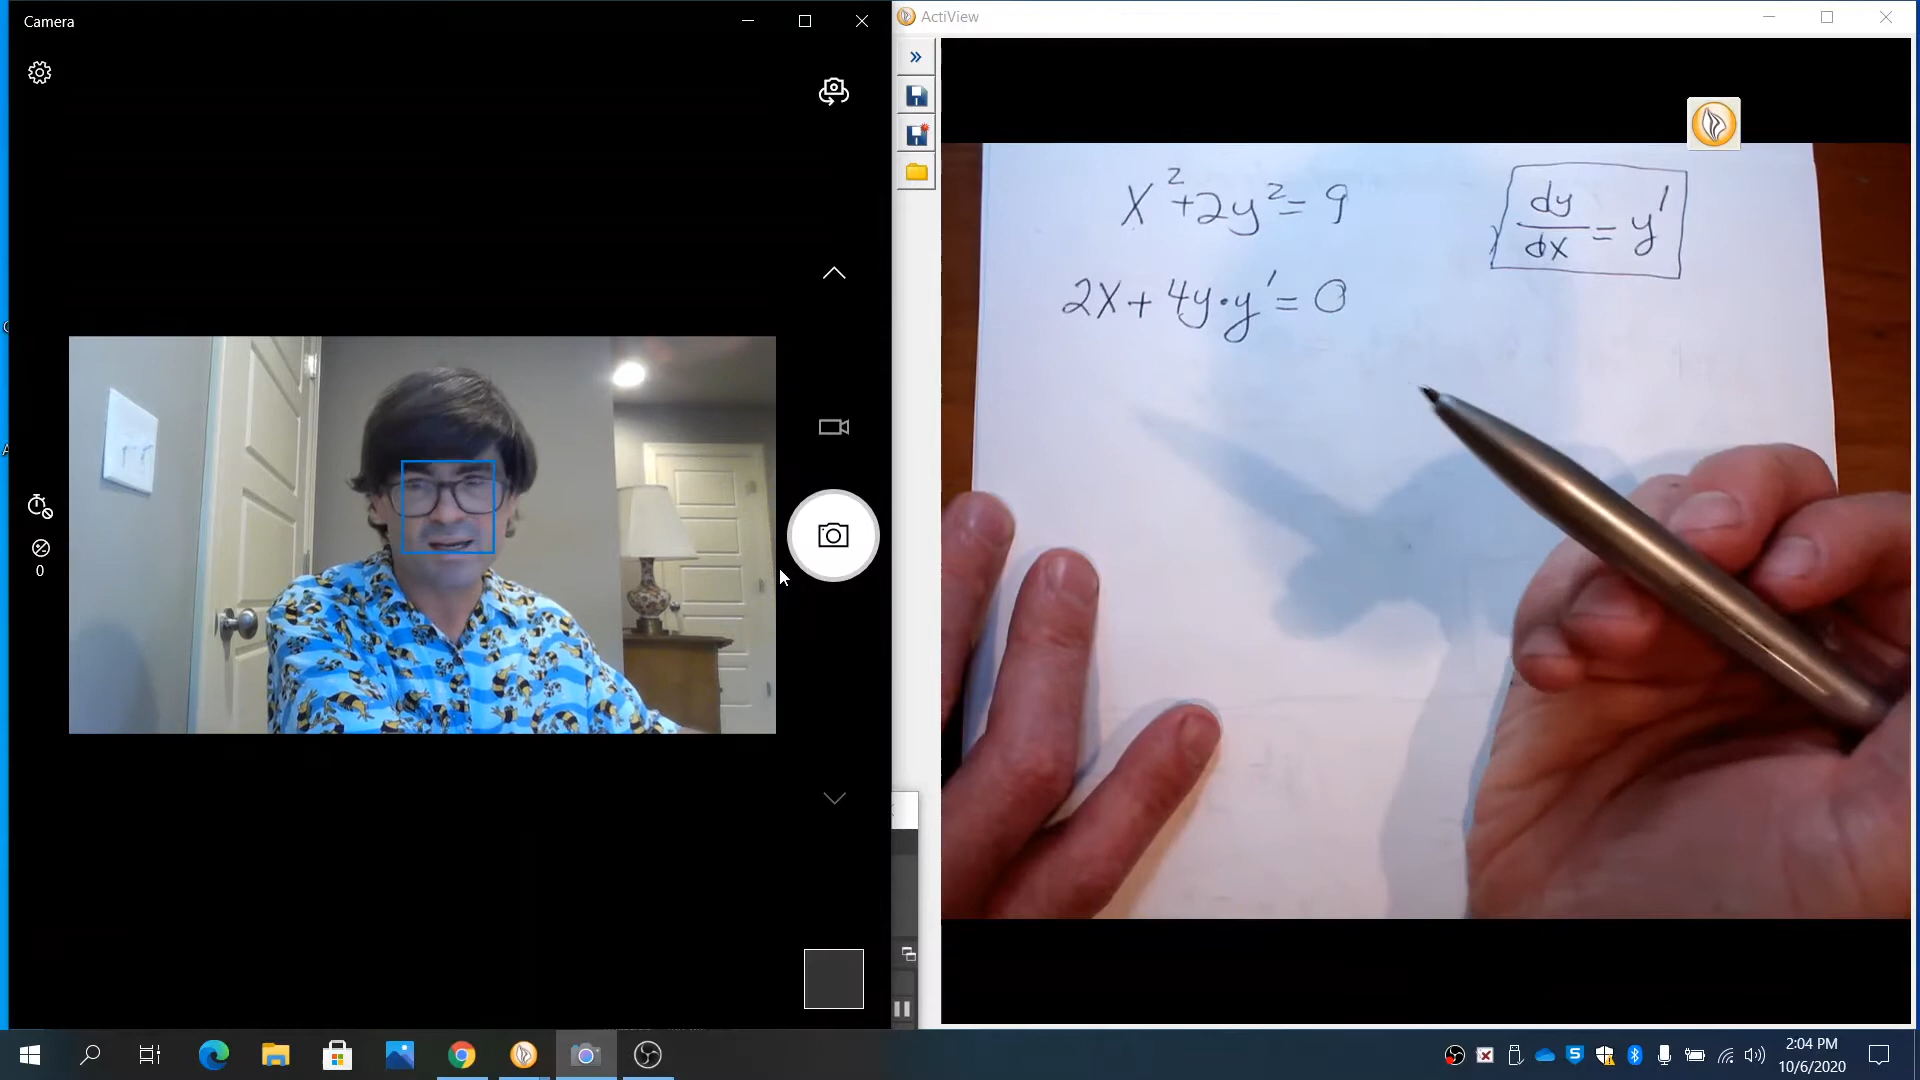 Camera
ActiView
0
x²+2y²= 9
dy/dx = y'
2x+4y·y'= 0
2:04 PM
10/6/2020